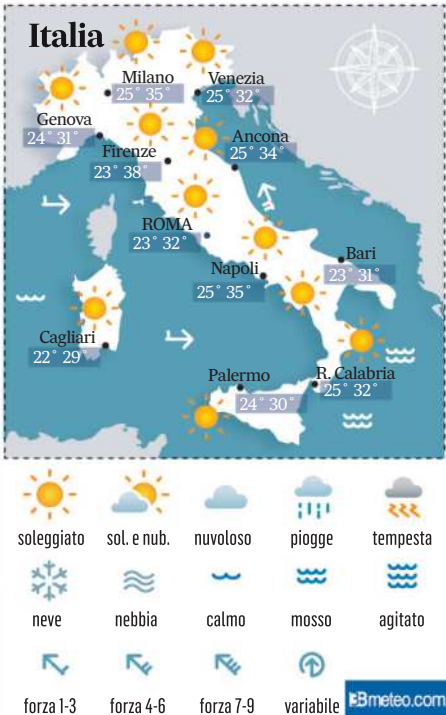 Italia
Milano
25° 35°
Venezia
25° 32°
Genova
24° 31°
Firenze
23° 38°
Ancona
25° 34°
ROMA
23° 32°
Napoli
25° 35°
Bari
23° 31°
Cagliari
22° 29°
Palermo
24° 30°
R. Calabria
25° 32°
soleggiato sol. e nub. nuvoloso piogge tempesta
neve nebbia calmo mosso agitato
forza 1-3 forza 4-6 forza 7-9 variabile
3Bmeteo.com